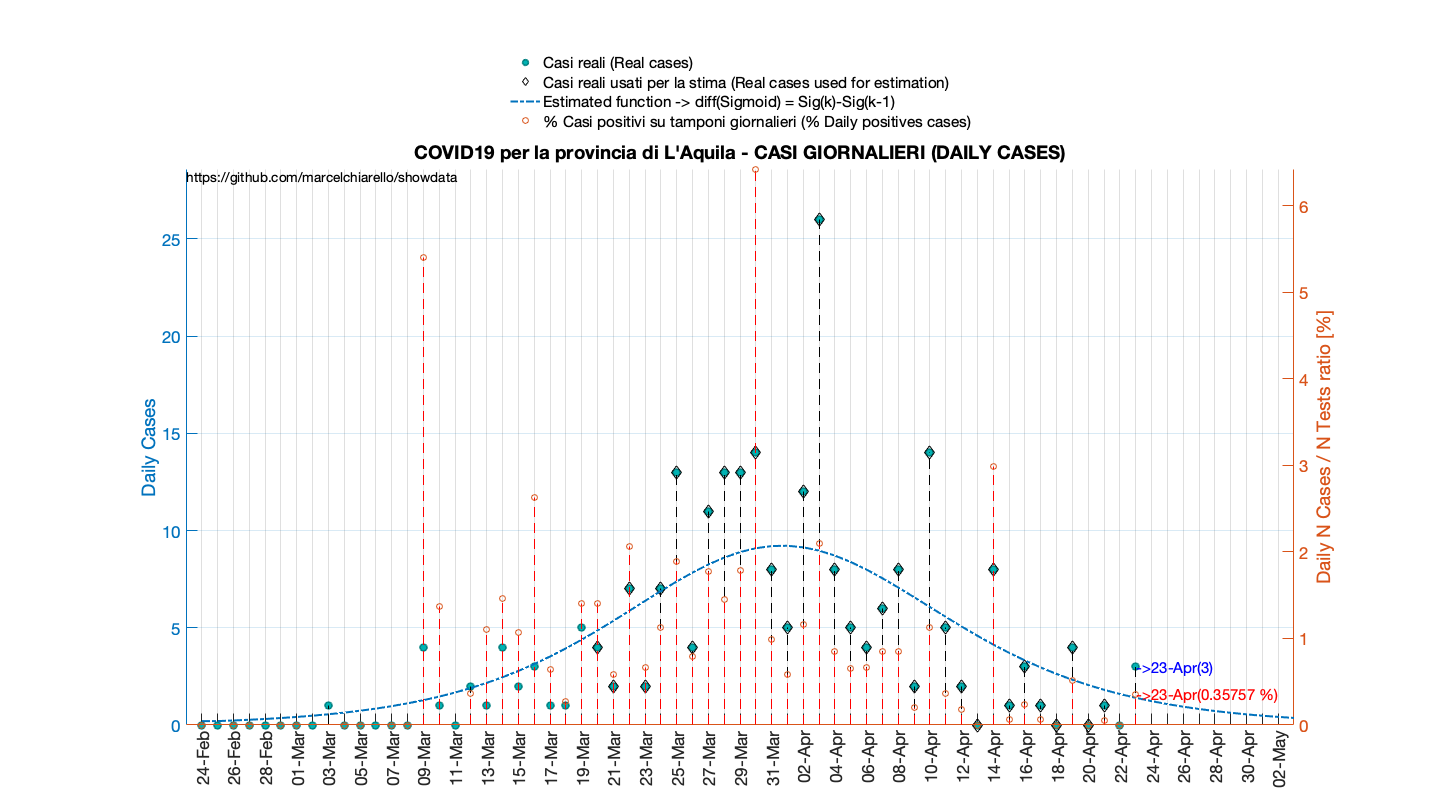 Casi reali (Real cases)
Casi reali usati per la stima (Real cases used for estimation)
Estimated function -> diff(Sigmoid) = Sig(k)-Sig(k-1)
% Casi positivi su tamponi giornalieri (% Daily positives cases)
COVID19 per la provincia di L'Aquila - CASI GIORNALIERI (DAILY CASES)
https://github.com/marcelchiarello/showdata
Daily Cases
25
20
15
10
5
0
6
5
4
3
2
1
0
Daily N Cases / N Tests ratio [%]
->23-Apr(3)
->23-Apr(0.35757 %)
24-Feb
26-Feb
28-Feb
01-Mar
03-Mar
05-Mar
07-Mar
09-Mar
11-Mar
13-Mar
15-Mar
17-Mar
19-Mar
21-Mar
23-Mar
25-Mar
27-Mar
29-Mar
31-Mar
02-Apr
04-Apr
06-Apr
08-Apr
10-Apr
12-Apr
14-Apr
16-Apr
18-Apr
20-Apr
22-Apr
24-Apr
26-Apr
28-Apr
30-Apr
02-May